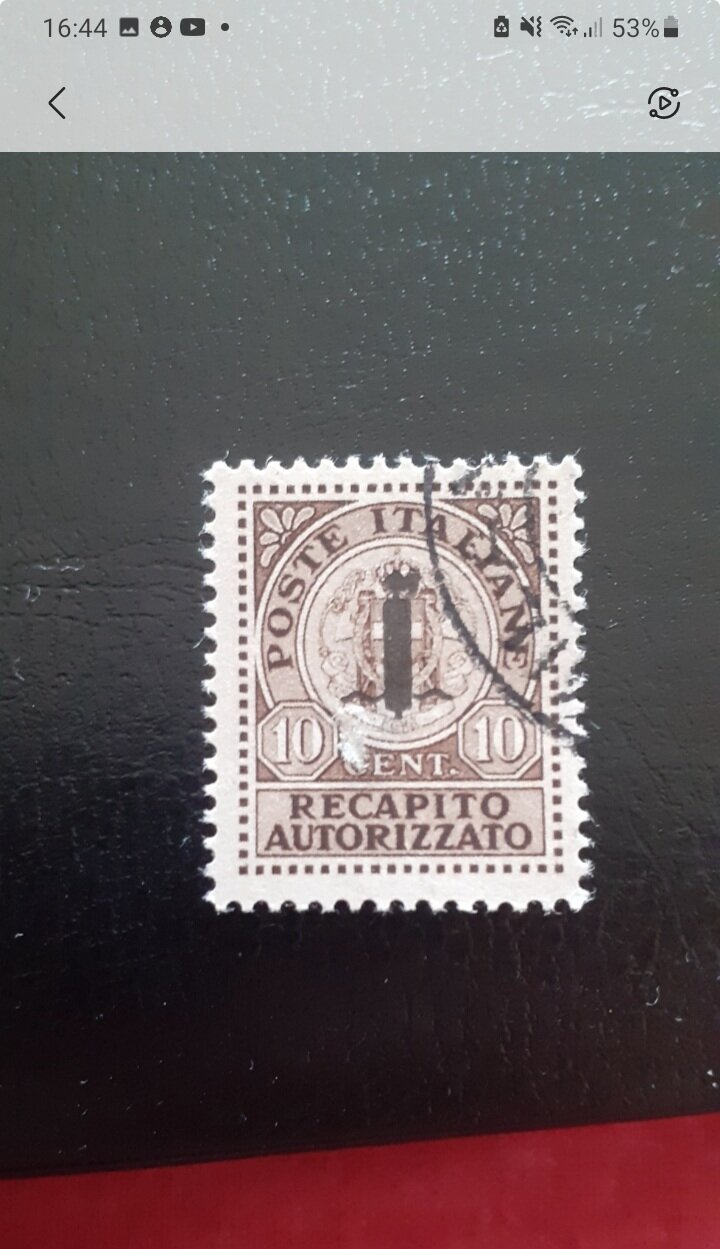 16:44
53%
POSTE ITALIANE
10 CENT. 10
RECAPITO
AUTORIZZATO